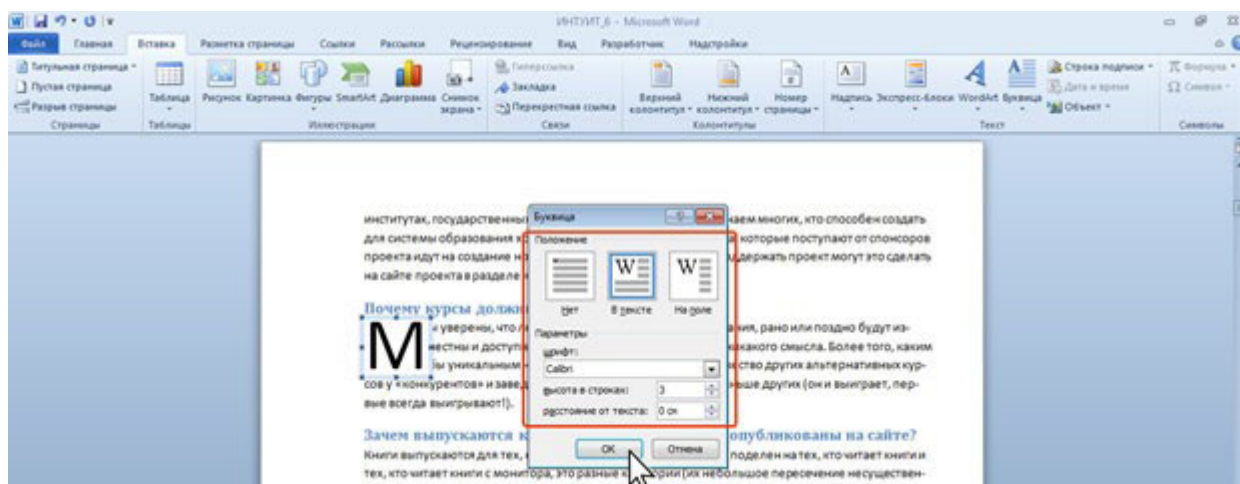 ИНТУИТ_6 - Microsoft Word
Файл Главная Вставка Разметка страницы Ссылки Рассылки Рецензирование Вид Разработчик Надстройки
Титульная страница
Пустая страница
Разрыв страницы
Страницы
Таблица
Таблицы
Рисунок Картинка Фигуры SmartArt Диаграмма Снимок экрана
Иллюстрации
Гиперссылка
Закладка
Перекрестная ссылка
Связи
Верхний колонтитул Нижний колонтитул Номер страницы
Колонтитулы
Надпись Экспресс-блоки WordArt Буквица
Строка подписи
Дата и время
Объект
Текст
Формула
Символ
Символы
институтах, государственны
наем многих, кто способен создать
для системы образования к
которые поступают от спонсоров
проекта идут на создание н
держать проект могут это сделать
на сайте проекта в разделе
Почему курсы должн
М
ы уверены, что л
ания, рано или поздно будут из-
вестны и доступ
какого смысла. Более того, каким
бы уникальным
ество других альтернативных кур-
сов у «конкурентов» и завед
ньше других (он и выиграет, пер-
вые всегда выигрывают!).
Зачем выпускаются к
опубликованы на сайте?
Книги выпускаются для тех,
поделен на тех, кто читает книги и
тех, кто читает книги с монитора, это разные к
гории (их небольшое пересечение несуществен-
Буквица
Положение
Нет В тексте На поле
Параметры
шрифт:
Calibri
высота в строках: 3
расстояние от текста: 0 см
ОК Отмена